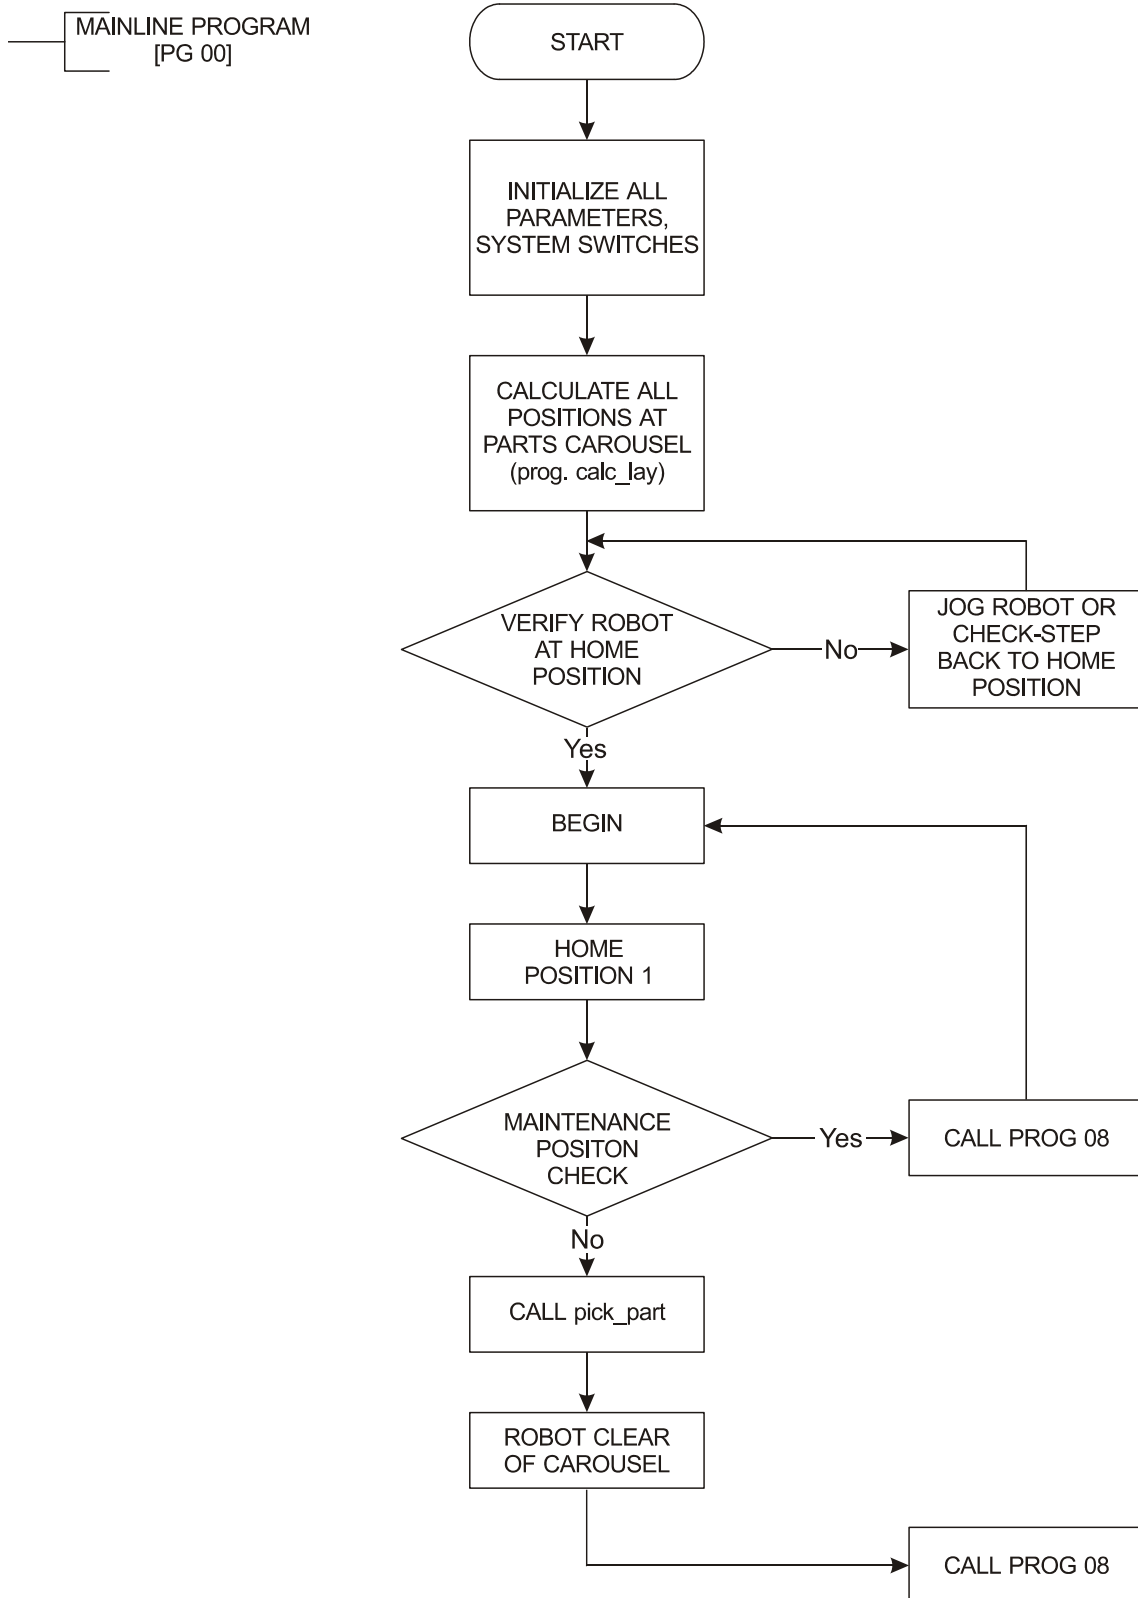 MAINLINE PROGRAM
[PG 00]
START
INITIALIZE ALL
PARAMETERS,
SYSTEM SWITCHES
CALCULATE ALL
POSITIONS AT
PARTS CAROUSEL
(prog. calc_lay)
VERIFY ROBOT
AT HOME
POSITION
No
JOG ROBOT OR
CHECK-STEP
BACK TO HOME
POSITION
Yes
BEGIN
HOME
POSITION 1
MAINTENANCE
POSITON
CHECK
Yes
CALL PROG 08
No
CALL pick_part
ROBOT CLEAR
OF CAROUSEL
CALL PROG 08